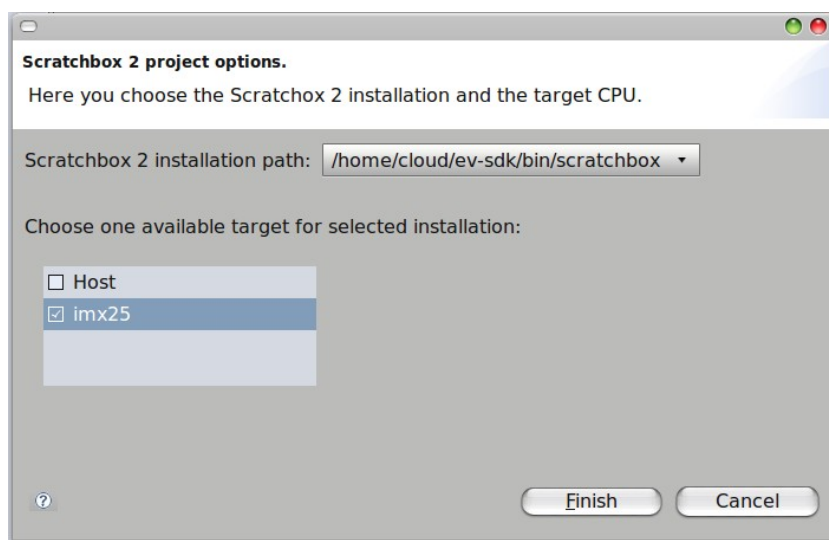 Scratchbox 2 project options.
Here you choose the Scratchox 2 installation and the target CPU.
Scratchbox 2 installation path: /home/cloud/ev-sdk/bin/scratchbox
Choose one available target for selected installation:
Host
imx25
?
Finish Cancel